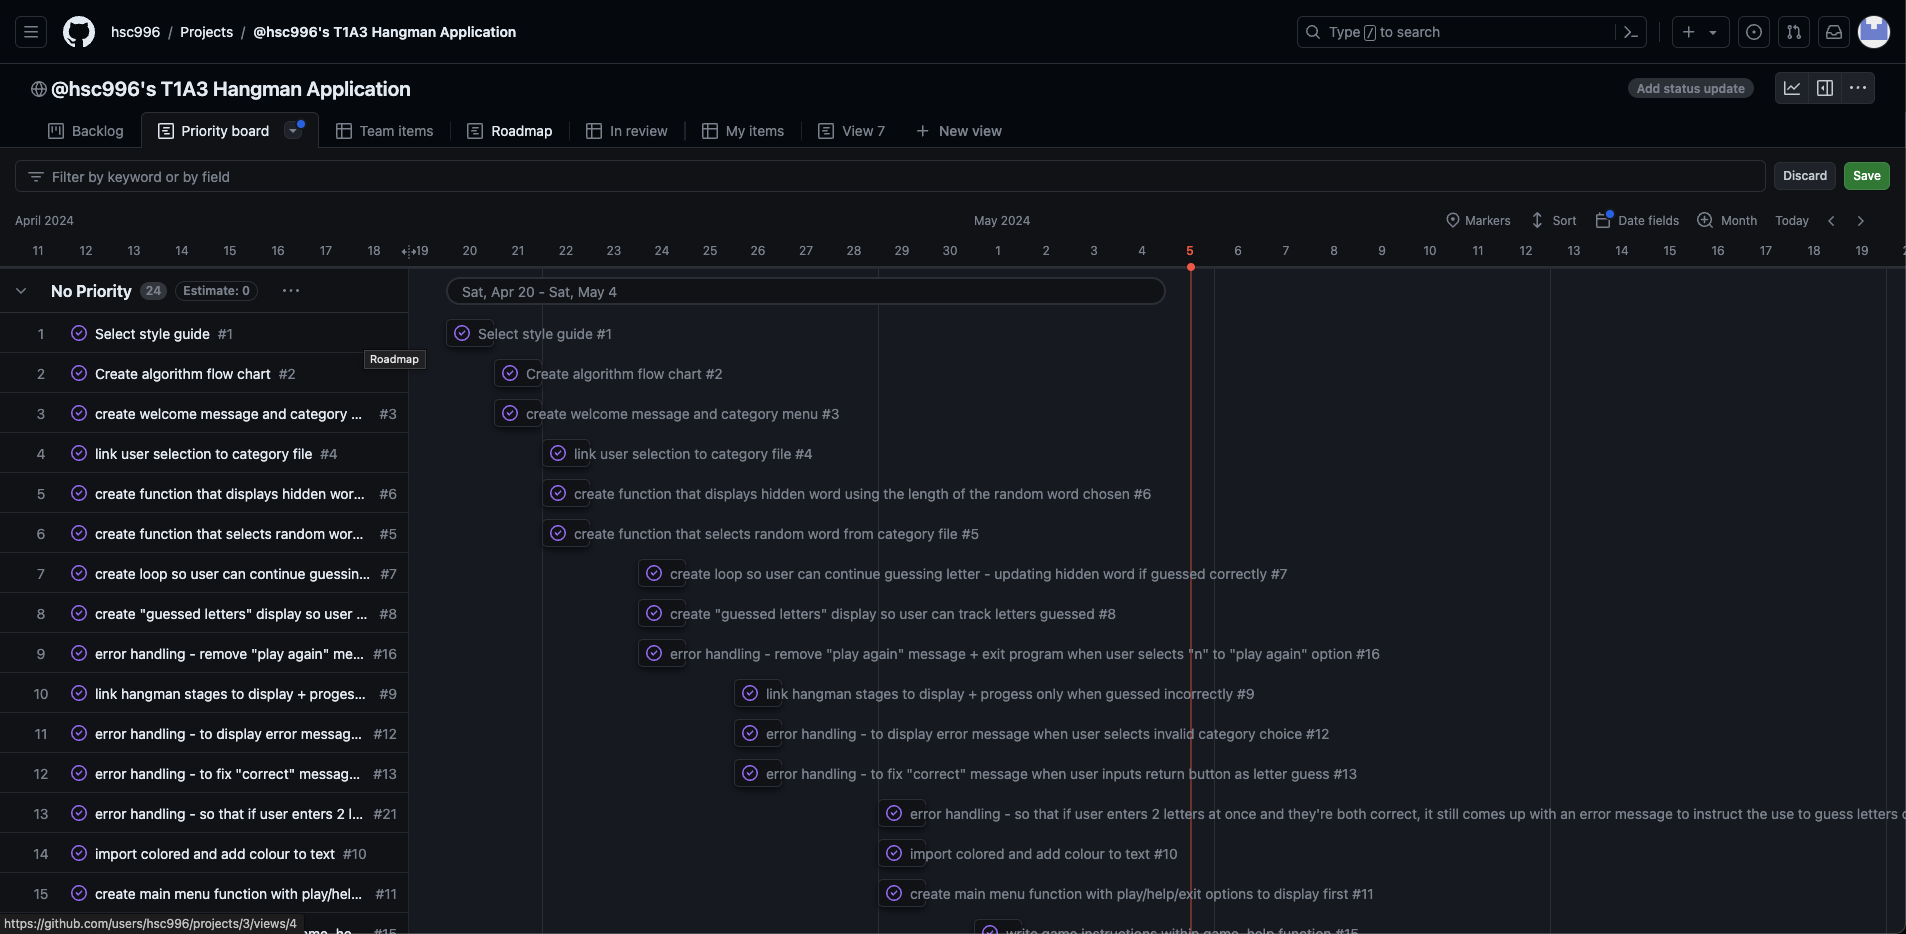 hsc996 / Projects / @hsc996's T1A3 Hangman Application
Type / to search
@hsc996's T1A3 Hangman Application
Add status update
Backlog
Priority board
Team items
Roadmap
In review
My items
View 7
New view
Filter by keyword or by field
Discard
Save
April 2024
May 2024
Markers
Sort
Date fields
Month
Today
11 12 13 14 15 16 17 18 19 20 21 22 23 24 25 26 27 28 29 30 1 2 3 4 5 6 7 8 9 10 11 12 13 14 15 16 17 18 19 2
No Priority 24 Estimate: 0 ...
Sat, Apr 20 - Sat, May 4
1 Select style guide #1
Select style guide #1
Roadmap
2 Create algorithm flow chart #2
Create algorithm flow chart #2
3 create welcome message and category ... #3
create welcome message and category menu #3
4 link user selection to category file #4
link user selection to category file #4
5 create function that displays hidden wor... #6
create function that displays hidden word using the length of the random word chosen #6
6 create function that selects random wor... #5
create function that selects random word from category file #5
7 create loop so user can continue guessin... #7
create loop so user can continue guessing letter - updating hidden word if guessed correctly #7
8 create "guessed letters" display so user ... #8
create "guessed letters" display so user can track letters guessed #8
9 error handling - remove "play again" me... #16
error handling - remove "play again" message + exit program when user selects "n" to "play again" option #16
10 link hangman stages to display + proges... #9
link hangman stages to display + progess only when guessed incorrectly #9
11 error handling - to display error messag... #12
error handling - to display error message when user selects invalid category choice #12
12 error handling - to fix "correct" messag... #13
error handling - to fix "correct" message when user inputs return button as letter guess #13
13 error handling - so that if user enters 2 l... #21
error handling - so that if user enters 2 letters at once and they're both correct, it still comes up with an error message to instruct the use to guess letters
14 import colored and add colour to text #10
import colored and add colour to text #10
15 create main menu function with play/hel... #11
create main menu function with play/help/exit options to display first #11
https://github.com/users/hsc996/projects/3/views/4
#15
write game instructions within game_help function #15